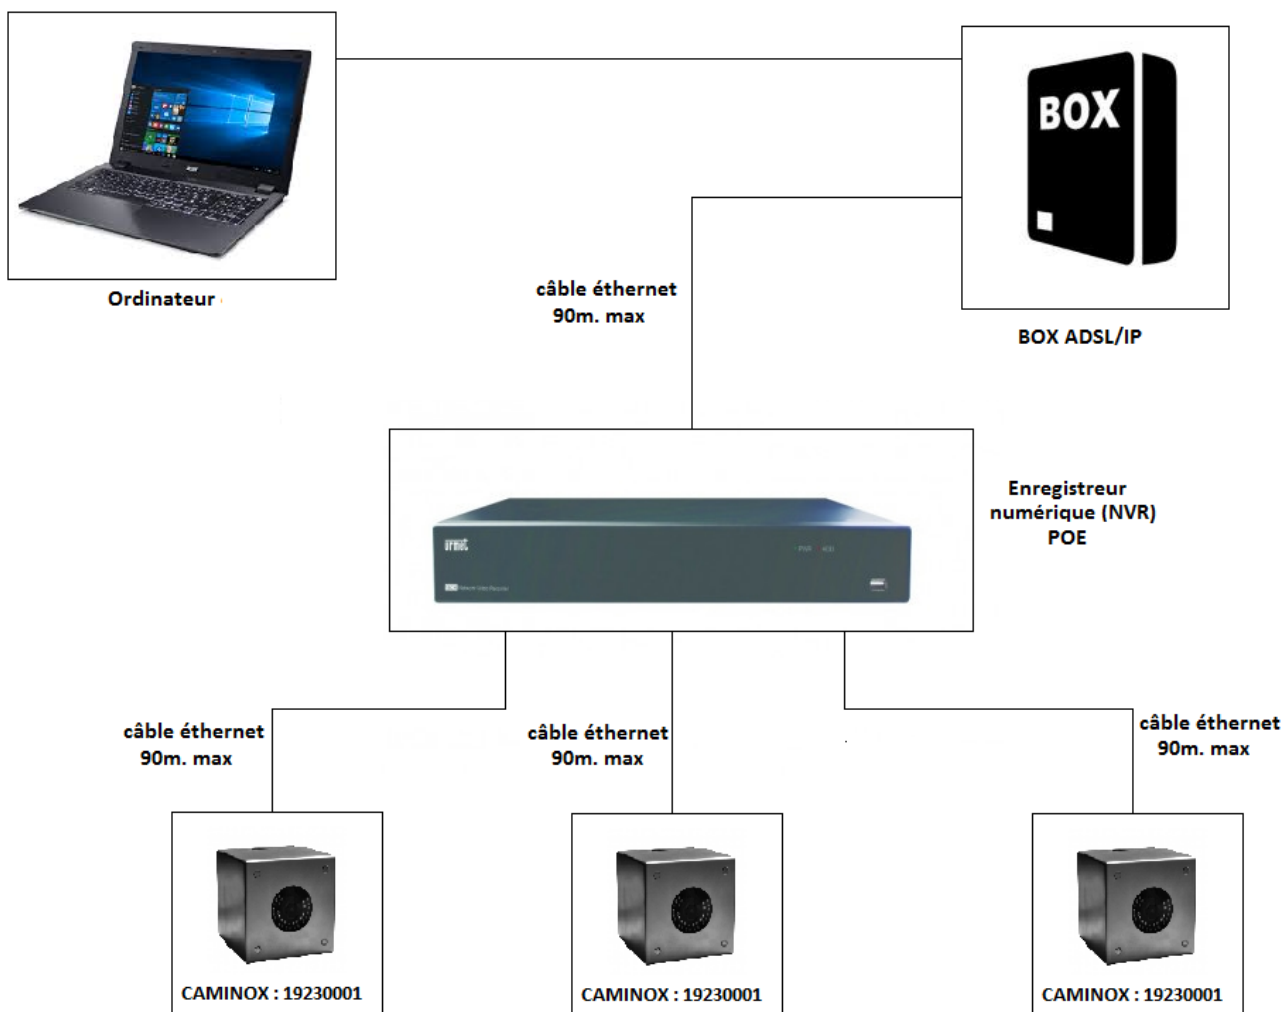 BOX
Ordinateur
câble éthernet
90m. max
BOX ADSL/IP
Enregistreur
numérique (NVR)
POE
urmet
câble éthernet
90m. max
câble éthernet
90m. max
câble éthernet
90m. max
CAMINOX : 19230001
CAMINOX : 19230001
CAMINOX : 19230001